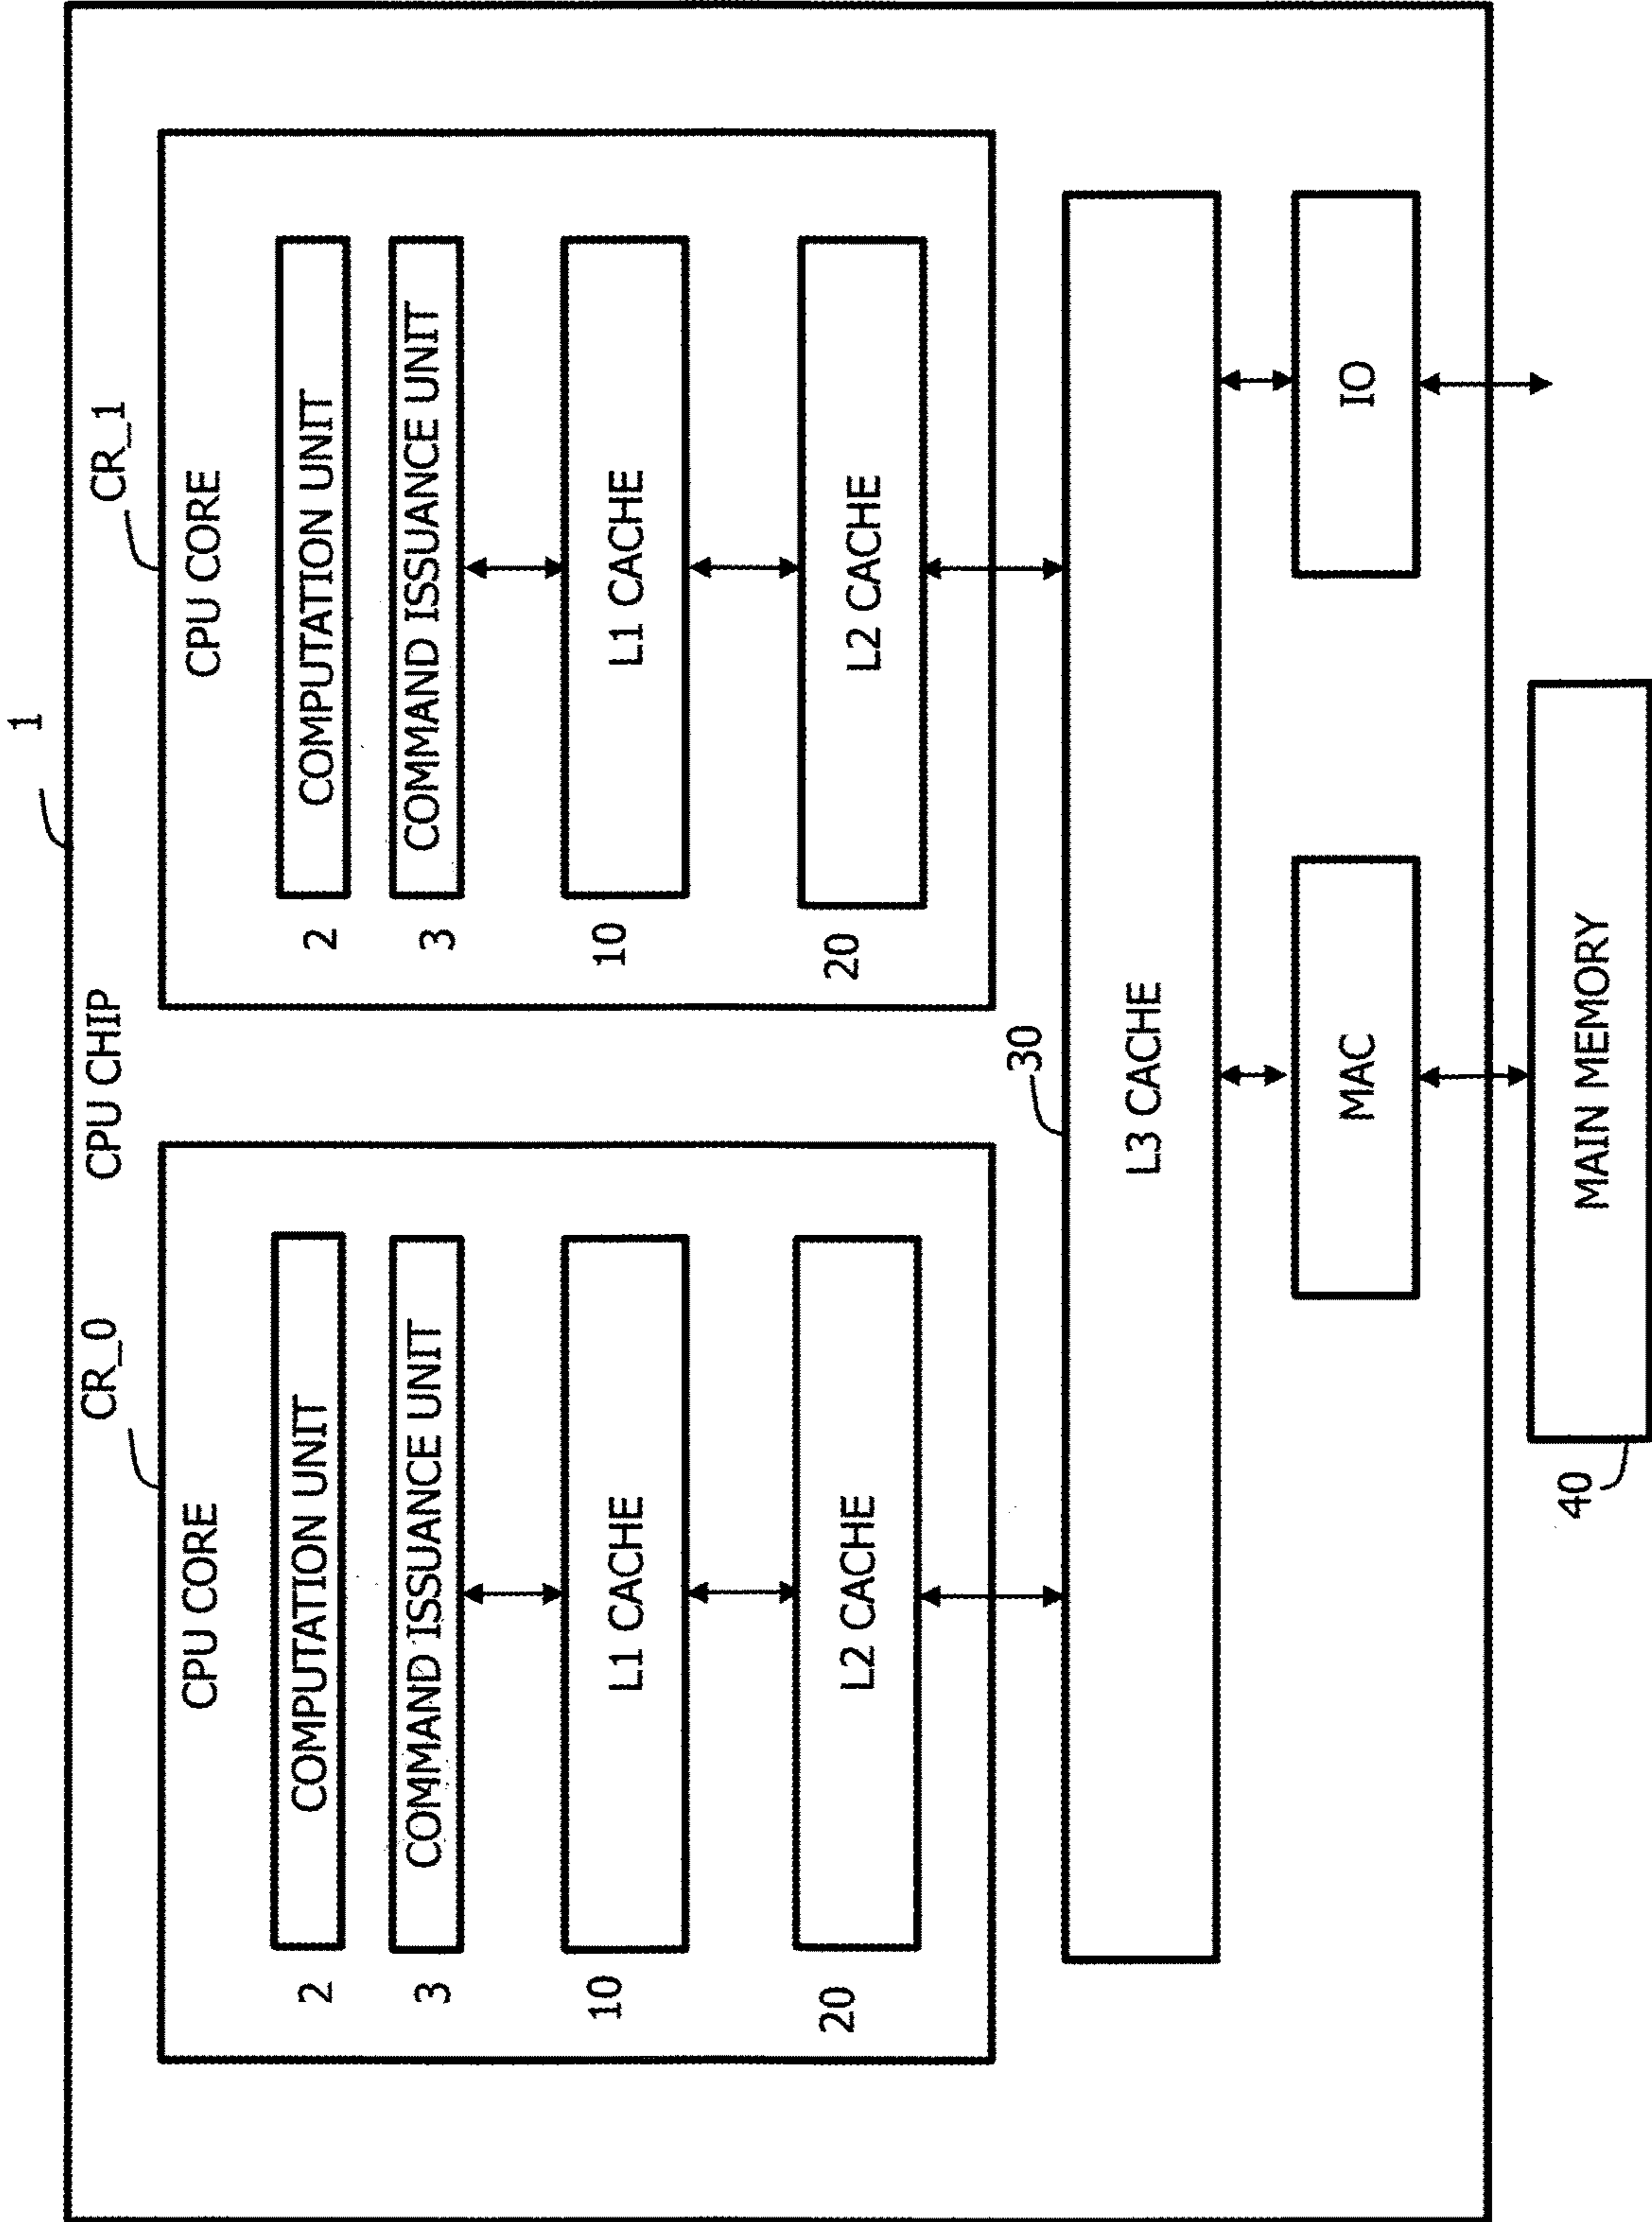 1
CPU CHIP
CR_0
CPU CORE
2
COMPUTATION UNIT
3
COMMAND ISSUANCE UNIT
10
L1 CACHE
20
L2 CACHE
CR_1
CPU CORE
2
COMPUTATION UNIT
3
COMMAND ISSUANCE UNIT
10
L1 CACHE
20
L2 CACHE
30
L3 CACHE
MAC
IO
40
MAIN MEMORY